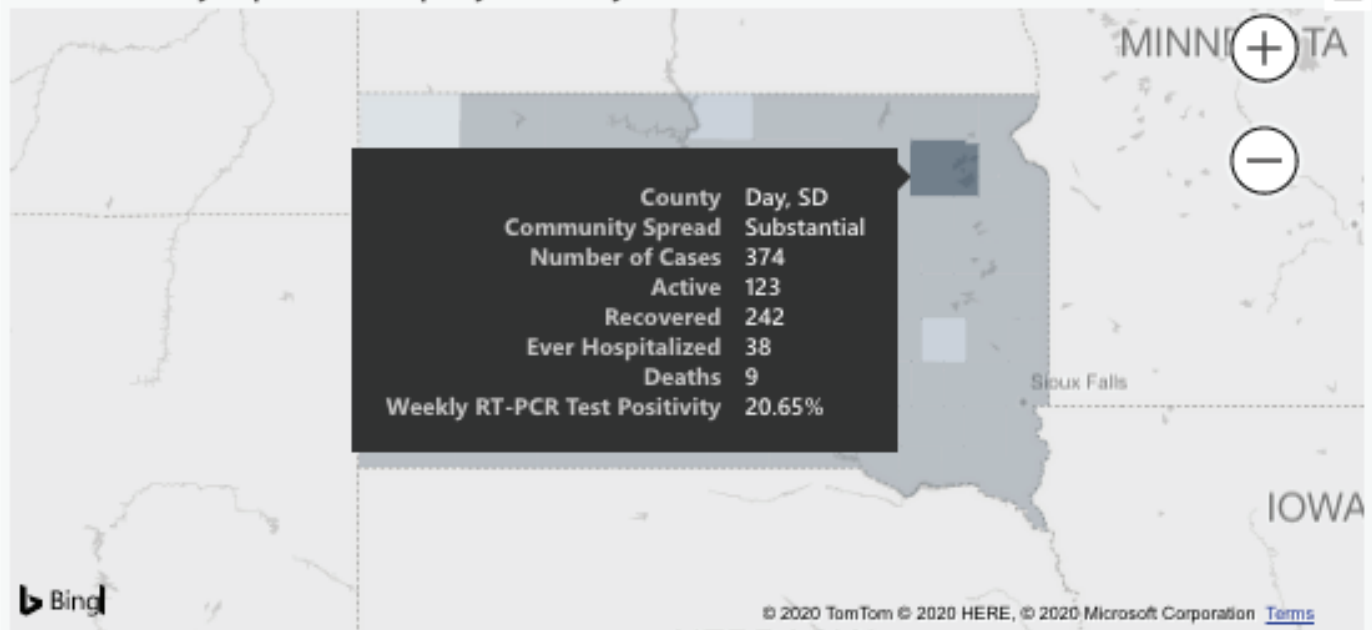 MINNE TA
County Day, SD
Community Spread Substantial
Number of Cases 374
Active 123
Recovered 242
Ever Hospitalized 38
Deaths 9
Weekly RT-PCR Test Positivity 20.65%
Sioux Falls
IOWA
Bing
© 2020 TomTom © 2020 HERE, © 2020 Microsoft Corporation Terms